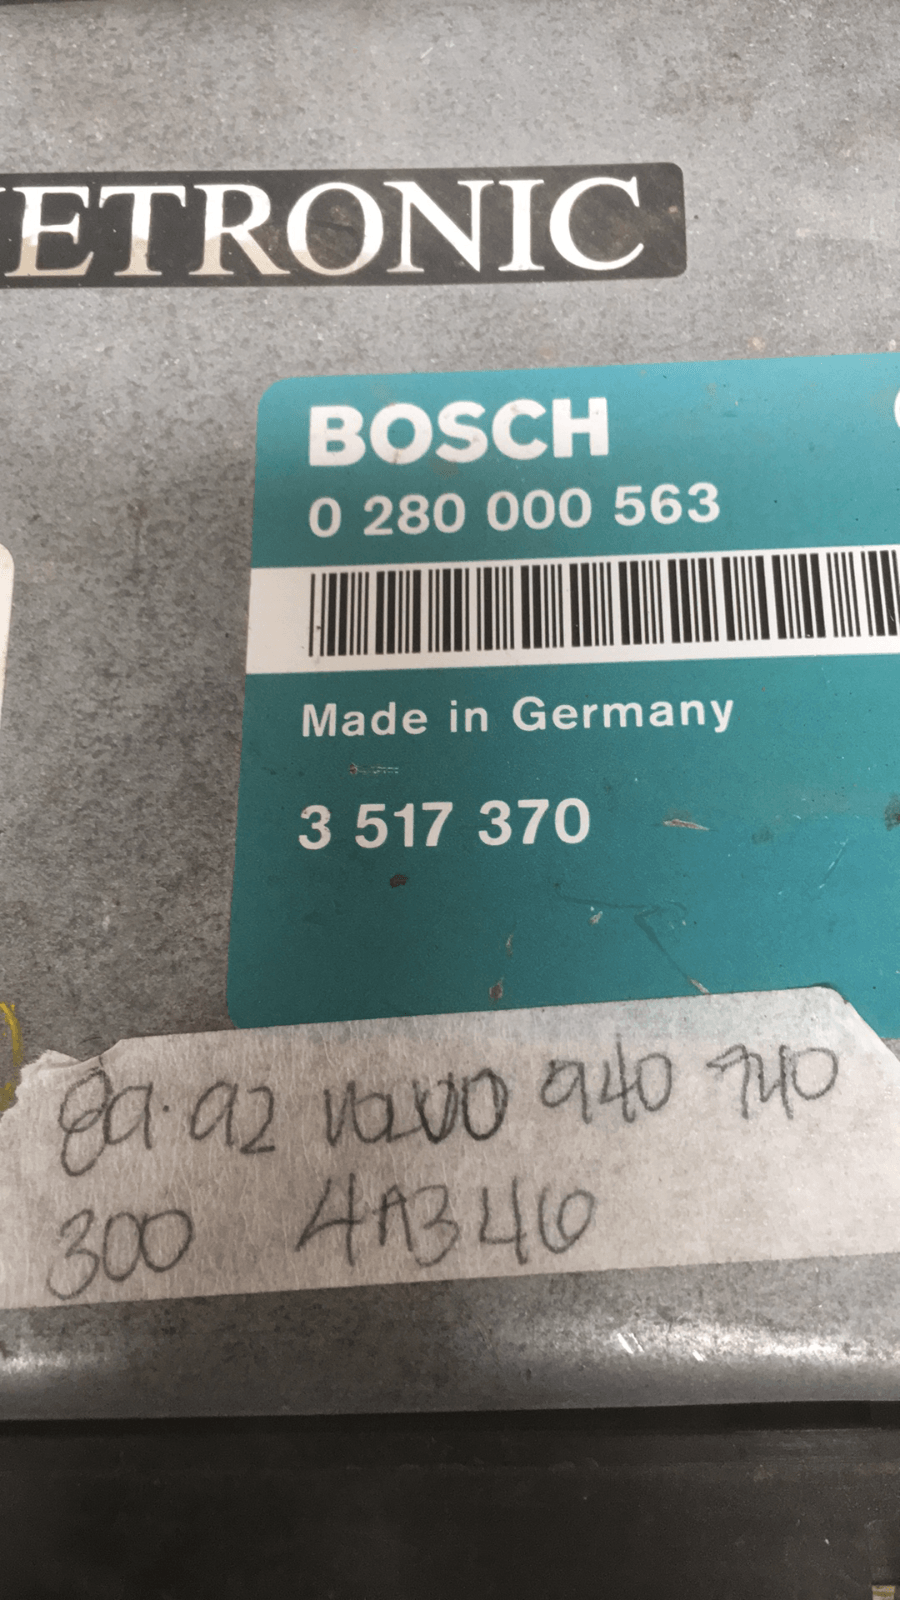 ETRONIC
BOSCH
0 280 000 563
Made in Germany
3 517 370
89·92 VOLVO 940 740
300 4A346